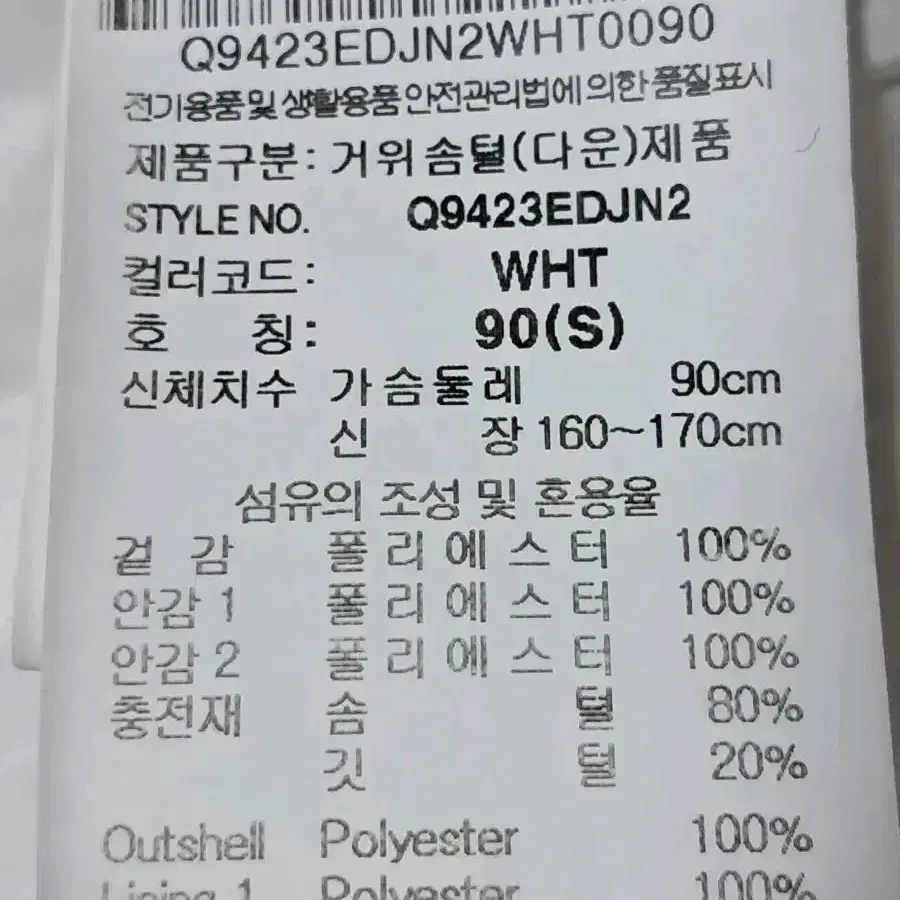 Q9423EDJN2WHT0090
전기용품 및 생활용품 안전관리법에 의한 품질표시
제품구분: 거위솜털(다운)제품
STYLE NO. Q9423EDJN2
컬러코드: WHT
호 칭: 90(S)
신체치수 가슴둘레 90cm
신 장 160~170cm
섬유의 조성 및 혼용율
겉 감 폴리에스터 100%
안감 1 폴리에스터 100%
안감 2 폴리에스터 100%
충전재 솜 털 80%
깃 털 20%
Outshell Polyester 100%
Lining 1 Polyester 100%